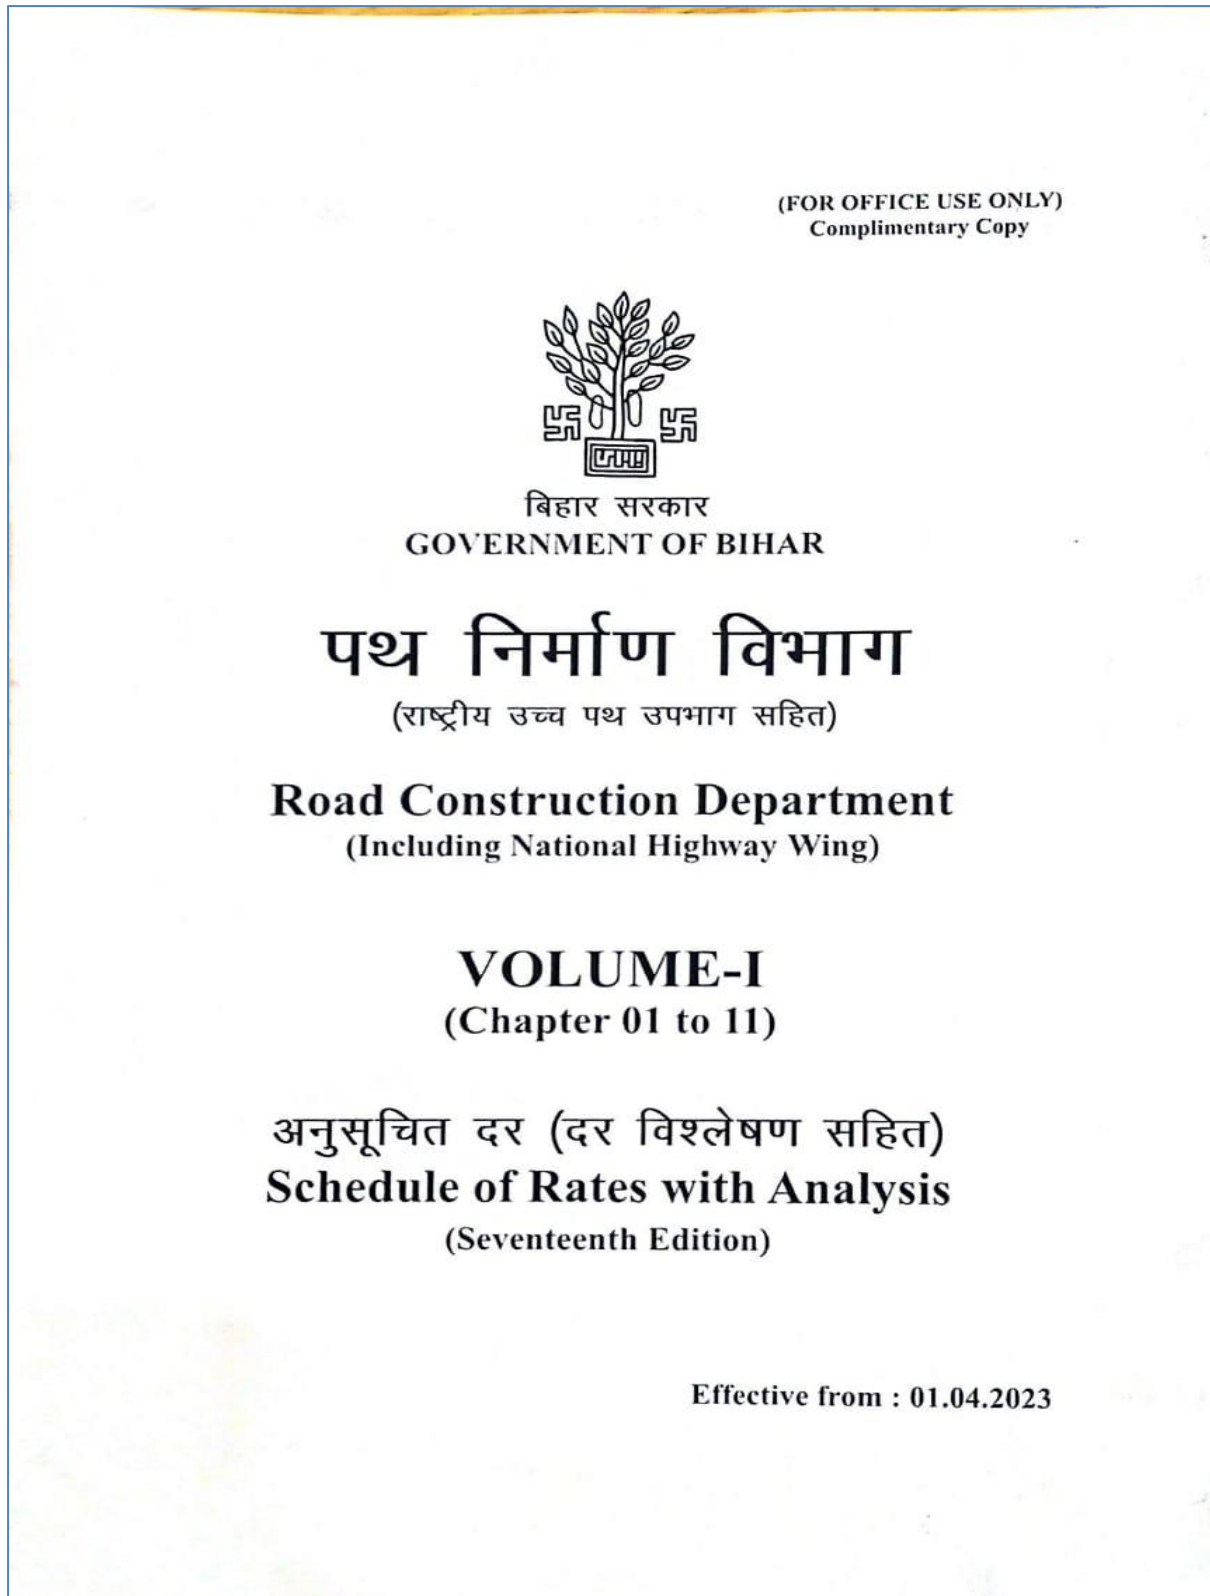 (FOR OFFICE USE ONLY)
Complimentary Copy
बिहार सरकार
GOVERNMENT OF BIHAR
पथ निर्माण विभाग
(राष्ट्रीय उच्च पथ उपभाग सहित)
Road Construction Department
(Including National Highway Wing)
VOLUME-I
(Chapter 01 to 11)
अनुसूचित दर (दर विश्लेषण सहित)
Schedule of Rates with Analysis
(Seventeenth Edition)
Effective from : 01.04.2023